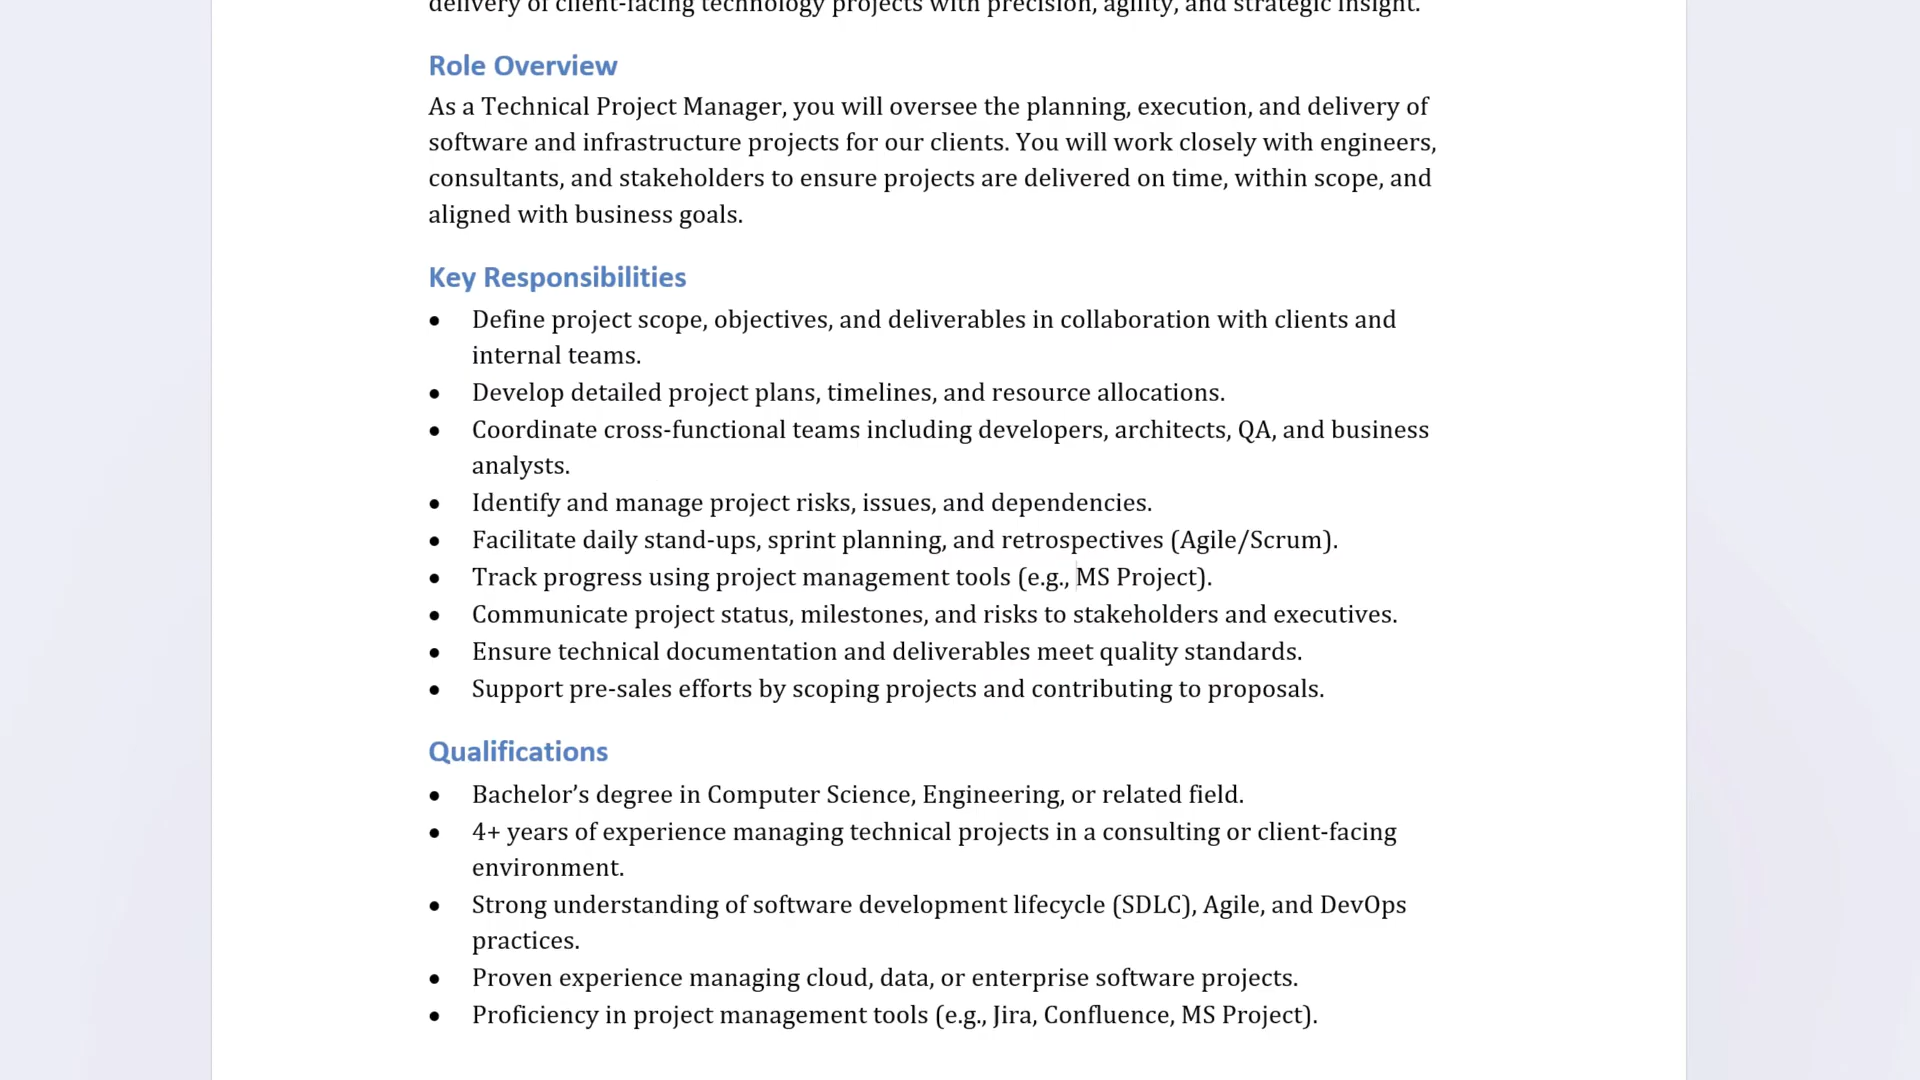 delivery of client-facing technology projects with precision, agility, and strategic insight.
Role Overview
As a Technical Project Manager, you will oversee the planning, execution, and delivery of
software and infrastructure projects for our clients. You will work closely with engineers,
consultants, and stakeholders to ensure projects are delivered on time, within scope, and
aligned with business goals.
Key Responsibilities
• Define project scope, objectives, and deliverables in collaboration with clients and
internal teams.
• Develop detailed project plans, timelines, and resource allocations.
• Coordinate cross-functional teams including developers, architects, QA, and business
analysts.
• Identify and manage project risks, issues, and dependencies.
• Facilitate daily stand-ups, sprint planning, and retrospectives (Agile/Scrum).
• Track progress using project management tools (e.g., MS Project).
• Communicate project status, milestones, and risks to stakeholders and executives.
• Ensure technical documentation and deliverables meet quality standards.
• Support pre-sales efforts by scoping projects and contributing to proposals.
Qualifications
• Bachelor’s degree in Computer Science, Engineering, or related field.
• 4+ years of experience managing technical projects in a consulting or client-facing
environment.
• Strong understanding of software development lifecycle (SDLC), Agile, and DevOps
practices.
• Proven experience managing cloud, data, or enterprise software projects.
• Proficiency in project management tools (e.g., Jira, Confluence, MS Project).